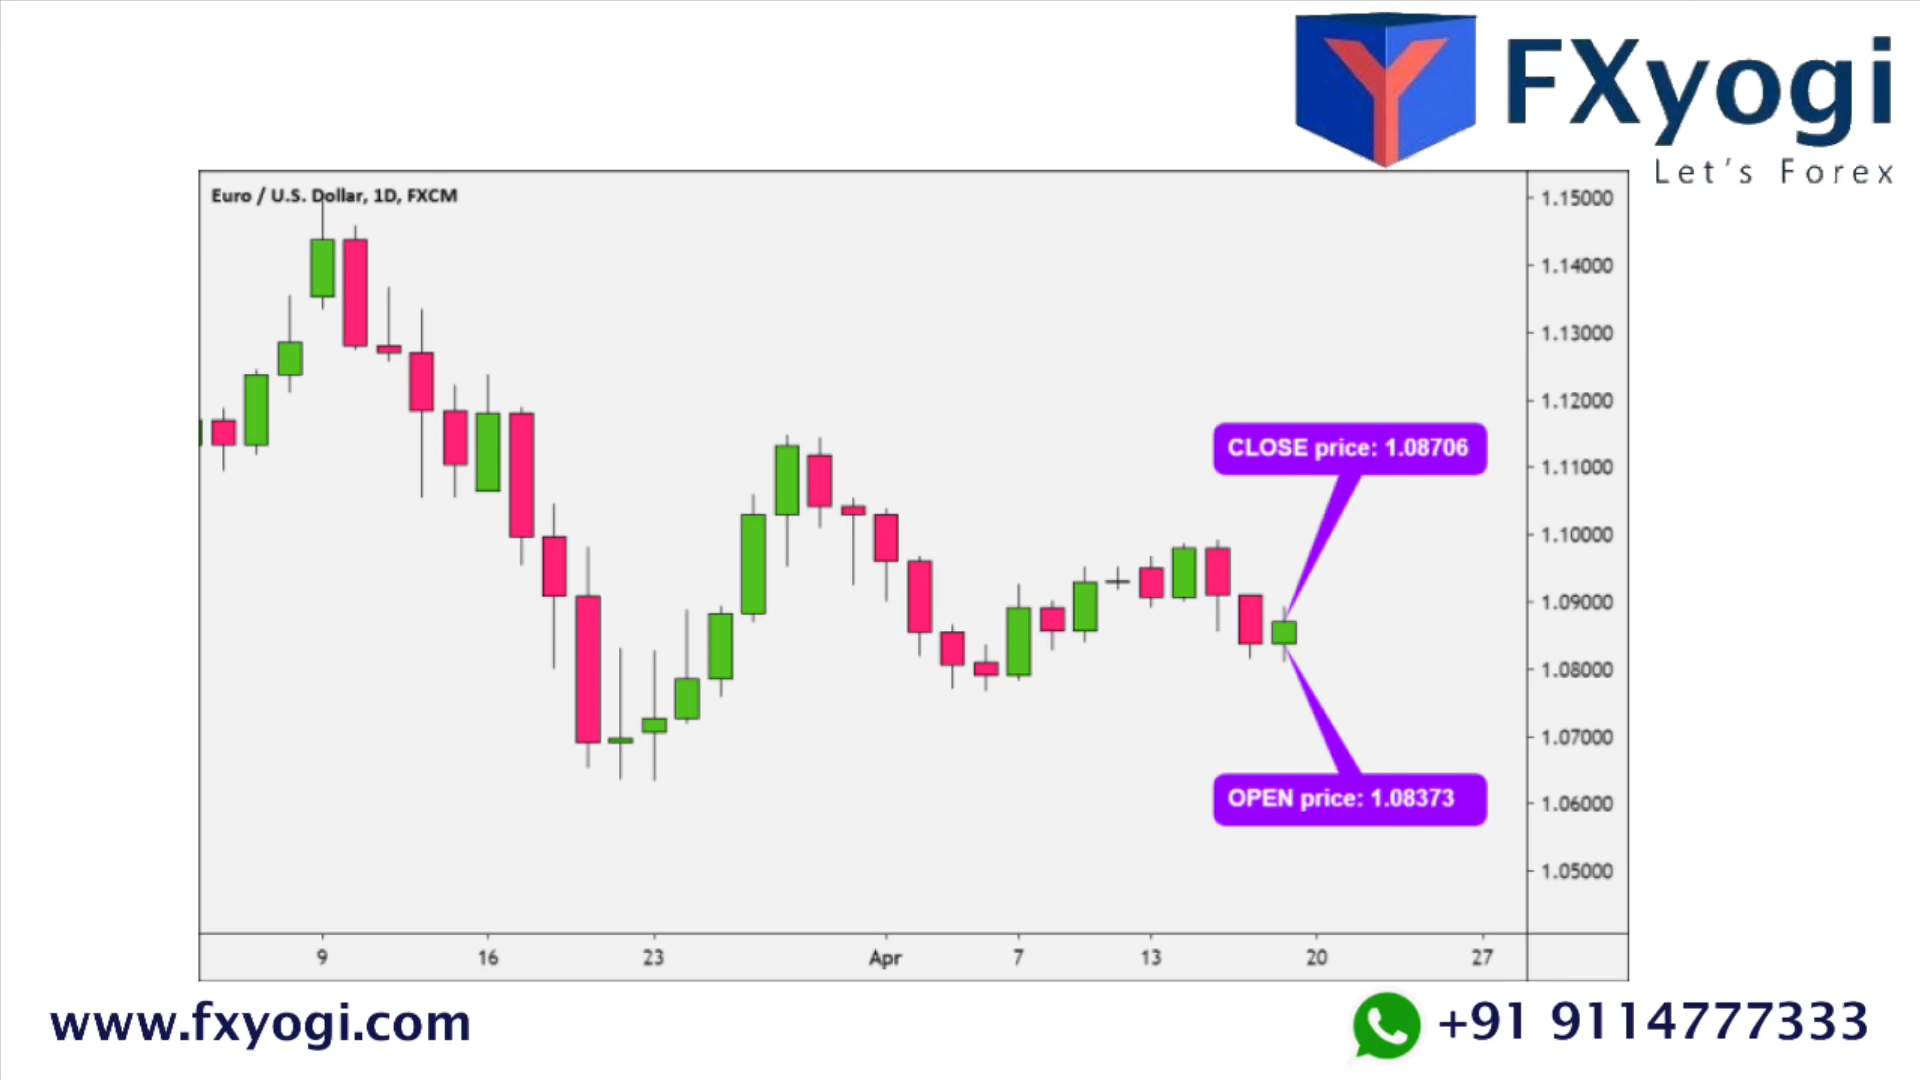 FXyogi
Let's Forex
Euro / U.S. Dollar, 1D, FXCM
1.15000
1.14000
1.13000
1.12000
CLOSE price: 1.08706
1.11000
1.10000
1.09000
1.08000
1.07000
OPEN price: 1.08373
1.06000
1.05000
9 16 23 Apr 7 13 20 27
www.fxyogi.com
+91 9114777333